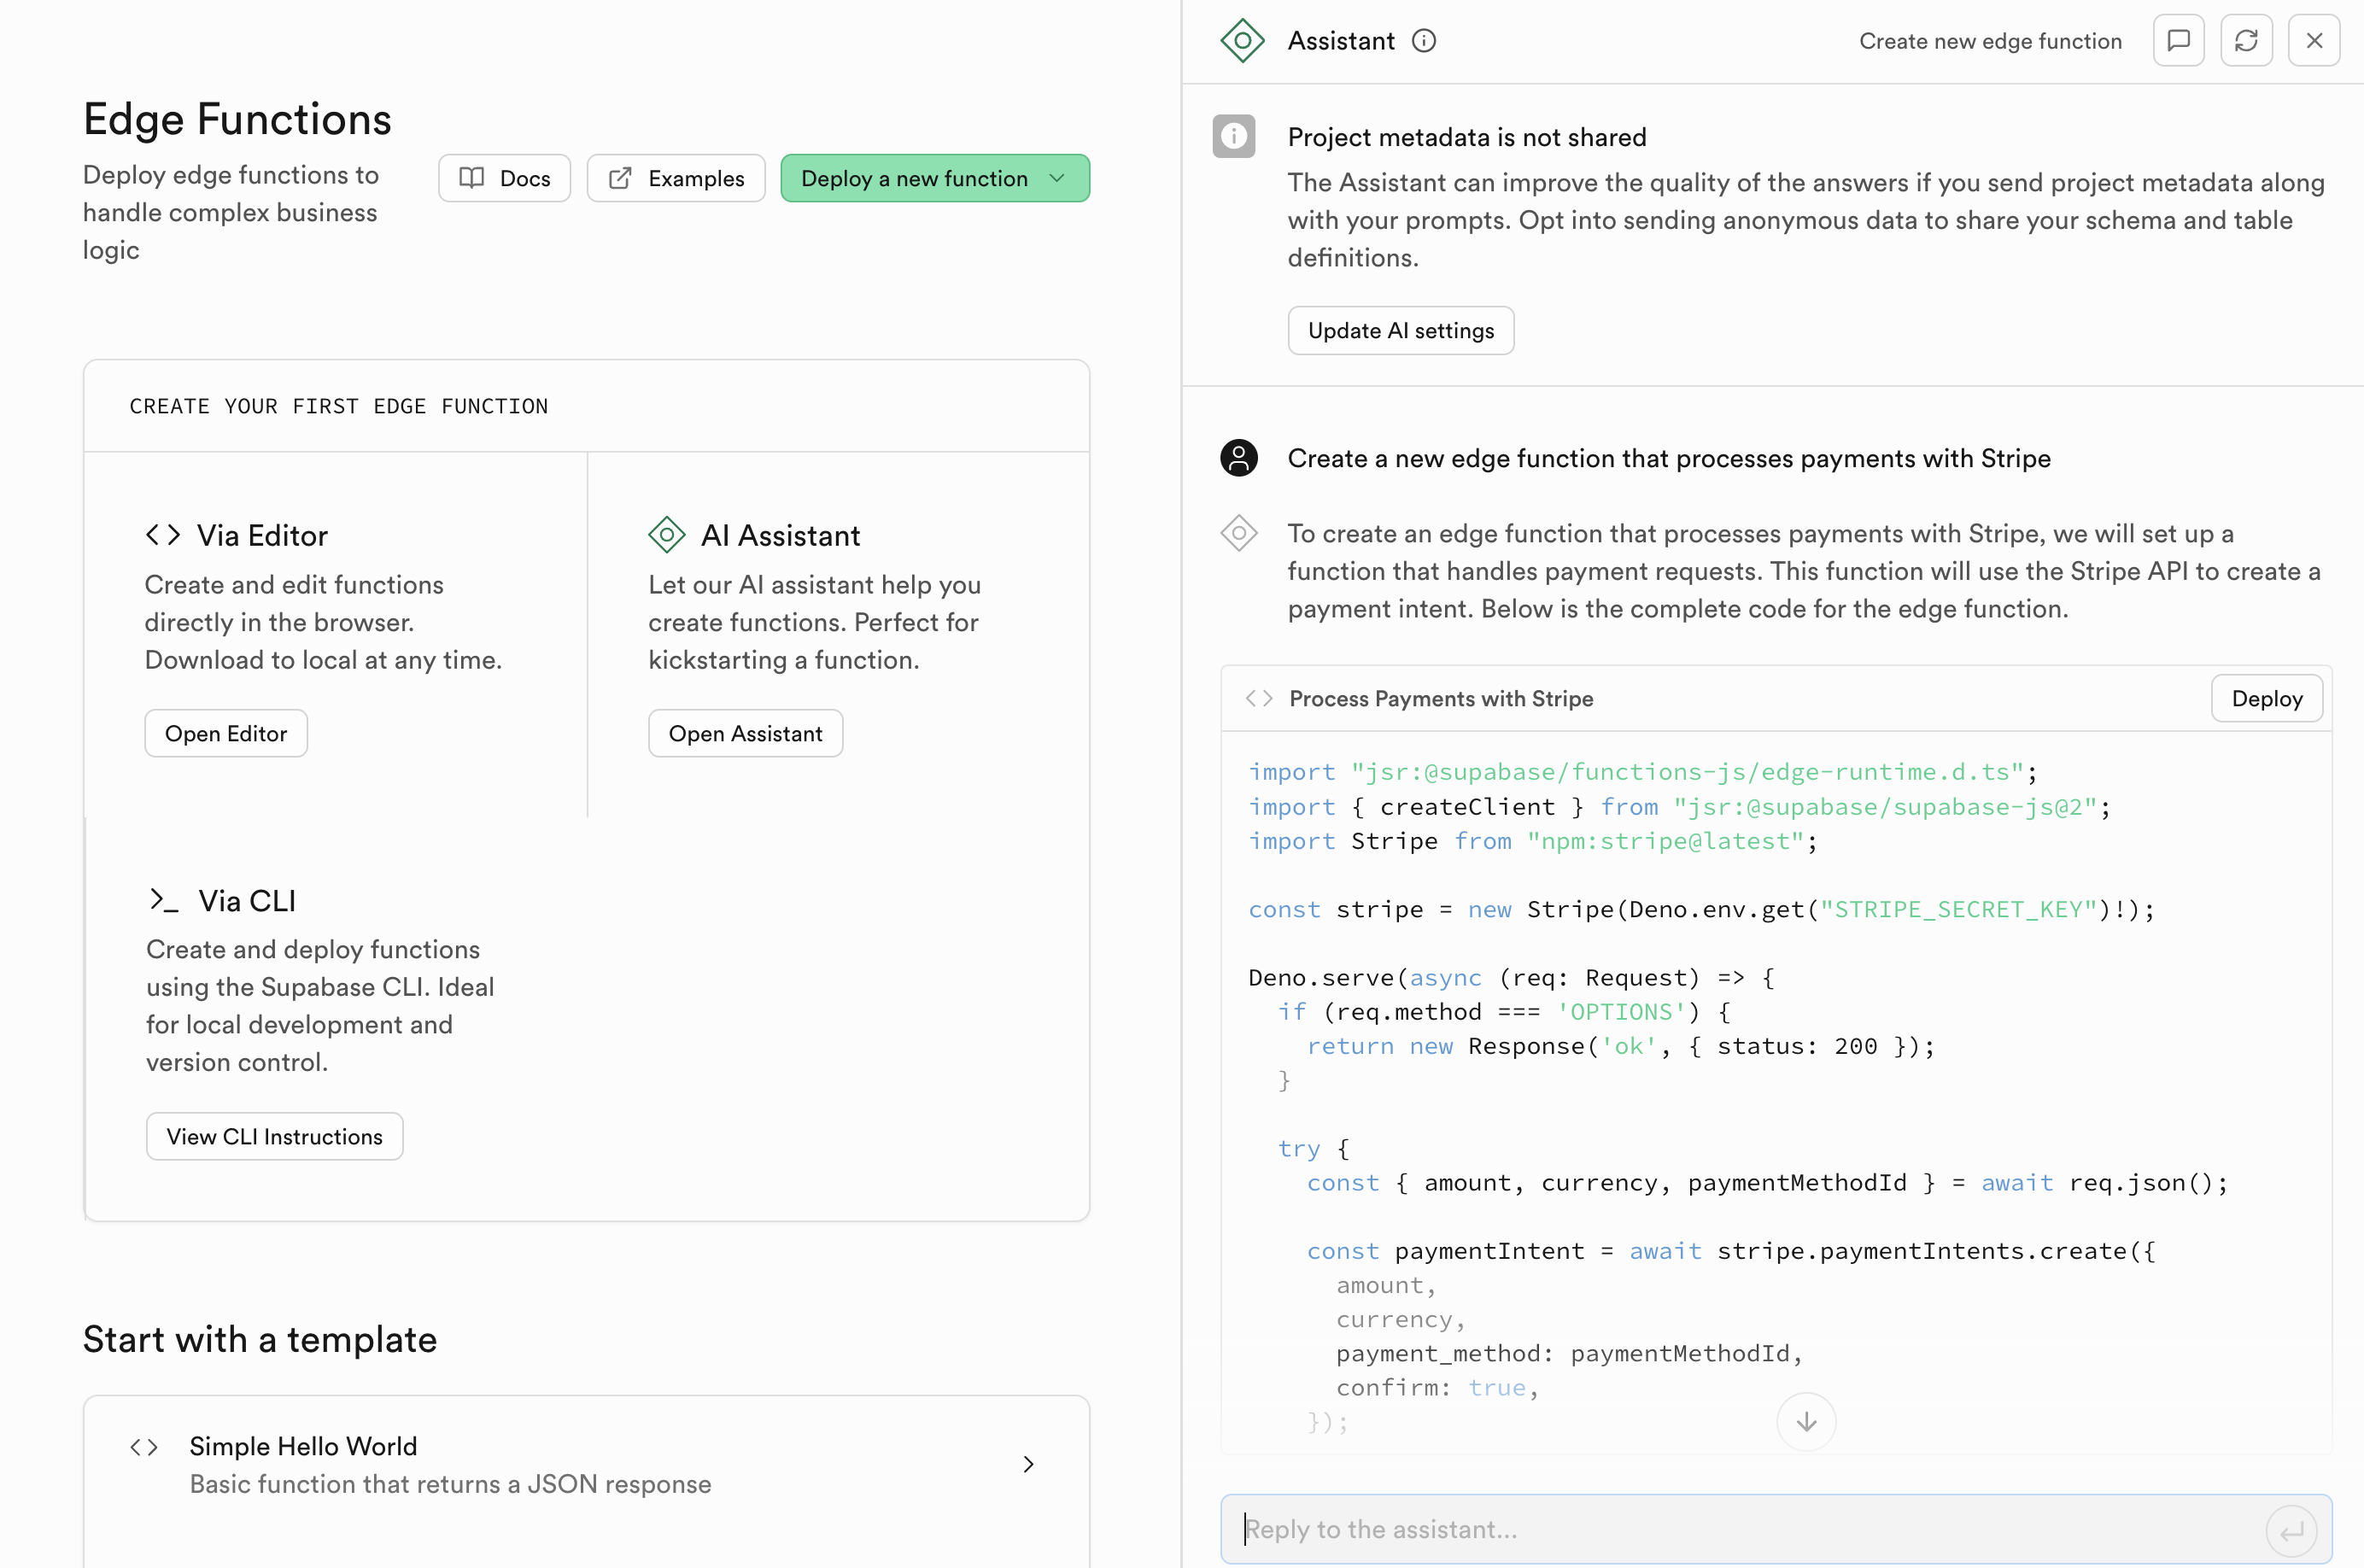 Edge Functions
Deploy edge functions to
handle complex business
logic
Docs
Examples
Deploy a new function
CREATE YOUR FIRST EDGE FUNCTION
Via Editor
Create and edit functions
directly in the browser.
Download to local at any time.
Open Editor
AI Assistant
Let our AI assistant help you
create functions. Perfect for
kickstarting a function.
Open Assistant
Via CLI
Create and deploy functions
using the Supabase CLI. Ideal
for local development and
version control.
View CLI Instructions
Start with a template
Simple Hello World
Basic function that returns a JSON response
Assistant
Create new edge function
Project metadata is not shared
The Assistant can improve the quality of the answers if you send project metadata along
with your prompts. Opt into sending anonymous data to share your schema and table
definitions.
Update AI settings
Create a new edge function that processes payments with Stripe
To create an edge function that processes payments with Stripe, we will set up a
function that handles payment requests. This function will use the Stripe API to create a
payment intent. Below is the complete code for the edge function.
Process Payments with Stripe
Deploy
import "jsr:@supabase/functions-js/edge-runtime.d.ts";
import { createClient } from "jsr:@supabase/supabase-js@2";
import Stripe from "npm:stripe@latest";
const stripe = new Stripe(Deno.env.get("STRIPE_SECRET_KEY")!);
Deno.serve(async (req: Request) => {
  if (req.method === 'OPTIONS') {
    return new Response('ok', { status: 200 });
  }
  try {
    const { amount, currency, paymentMethodId } = await req.json();
    const paymentIntent = await stripe.paymentIntents.create({
      amount,
      currency,
      payment_method: paymentMethodId,
      confirm: true,
    });
Reply to the assistant...